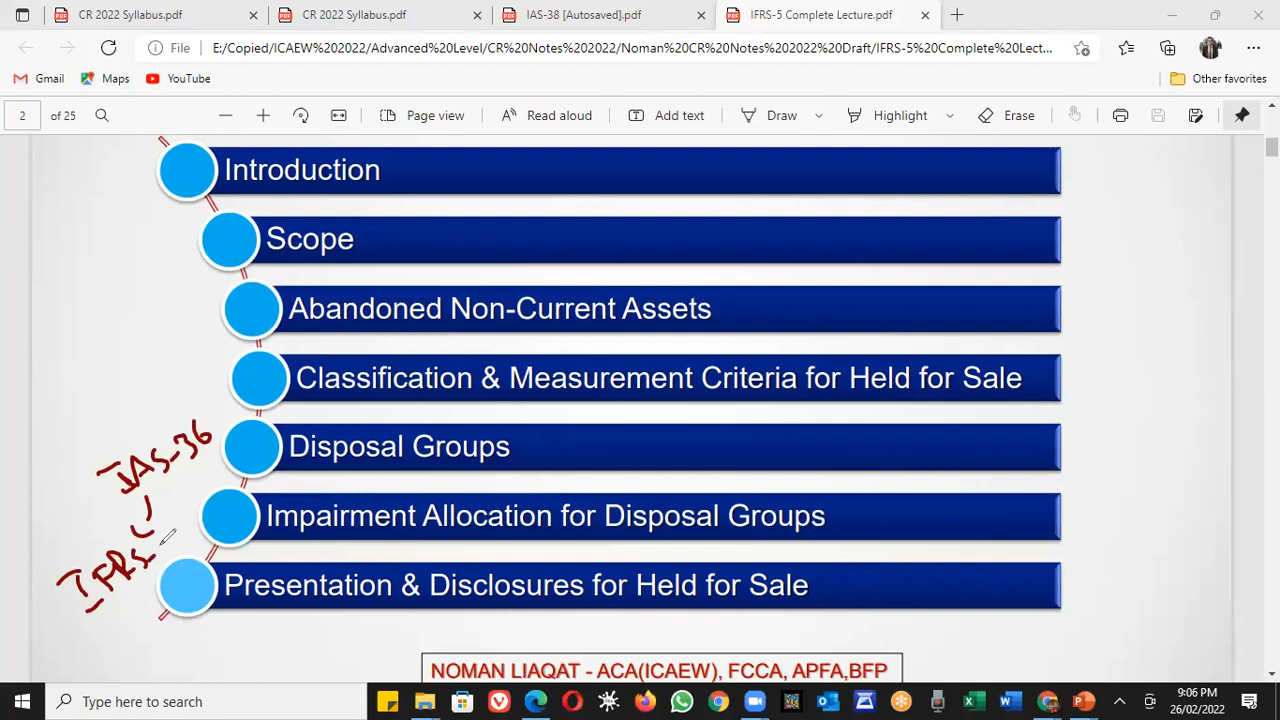 CR 2022 Syllabus.pdf
CR 2022 Syllabus.pdf
IAS-38 [Autosaved].pdf
IFRS-5 Complete Lecture.pdf
File
E:/Copied/ICAEW%202022/Advanced%20Level/CR%20Notes%202022/Noman%20CR%20Notes%202022%20Draft/IFRS-5%20Complete%20Lect...
Gmail
Maps
YouTube
Other favorites
2 of 25
Page view
Read aloud
Add text
Draw
Highlight
Erase
Introduction
Scope
Abandoned Non-Current Assets
Classification & Measurement Criteria for Held for Sale
IAS-36
Disposal Groups
Impairment Allocation for Disposal Groups
IFRS
Presentation & Disclosures for Held for Sale
NOMAN LIAQAT - ACA(ICAEW), FCCA, APFA,BFP
Type here to search
9:06 PM
26/02/2022